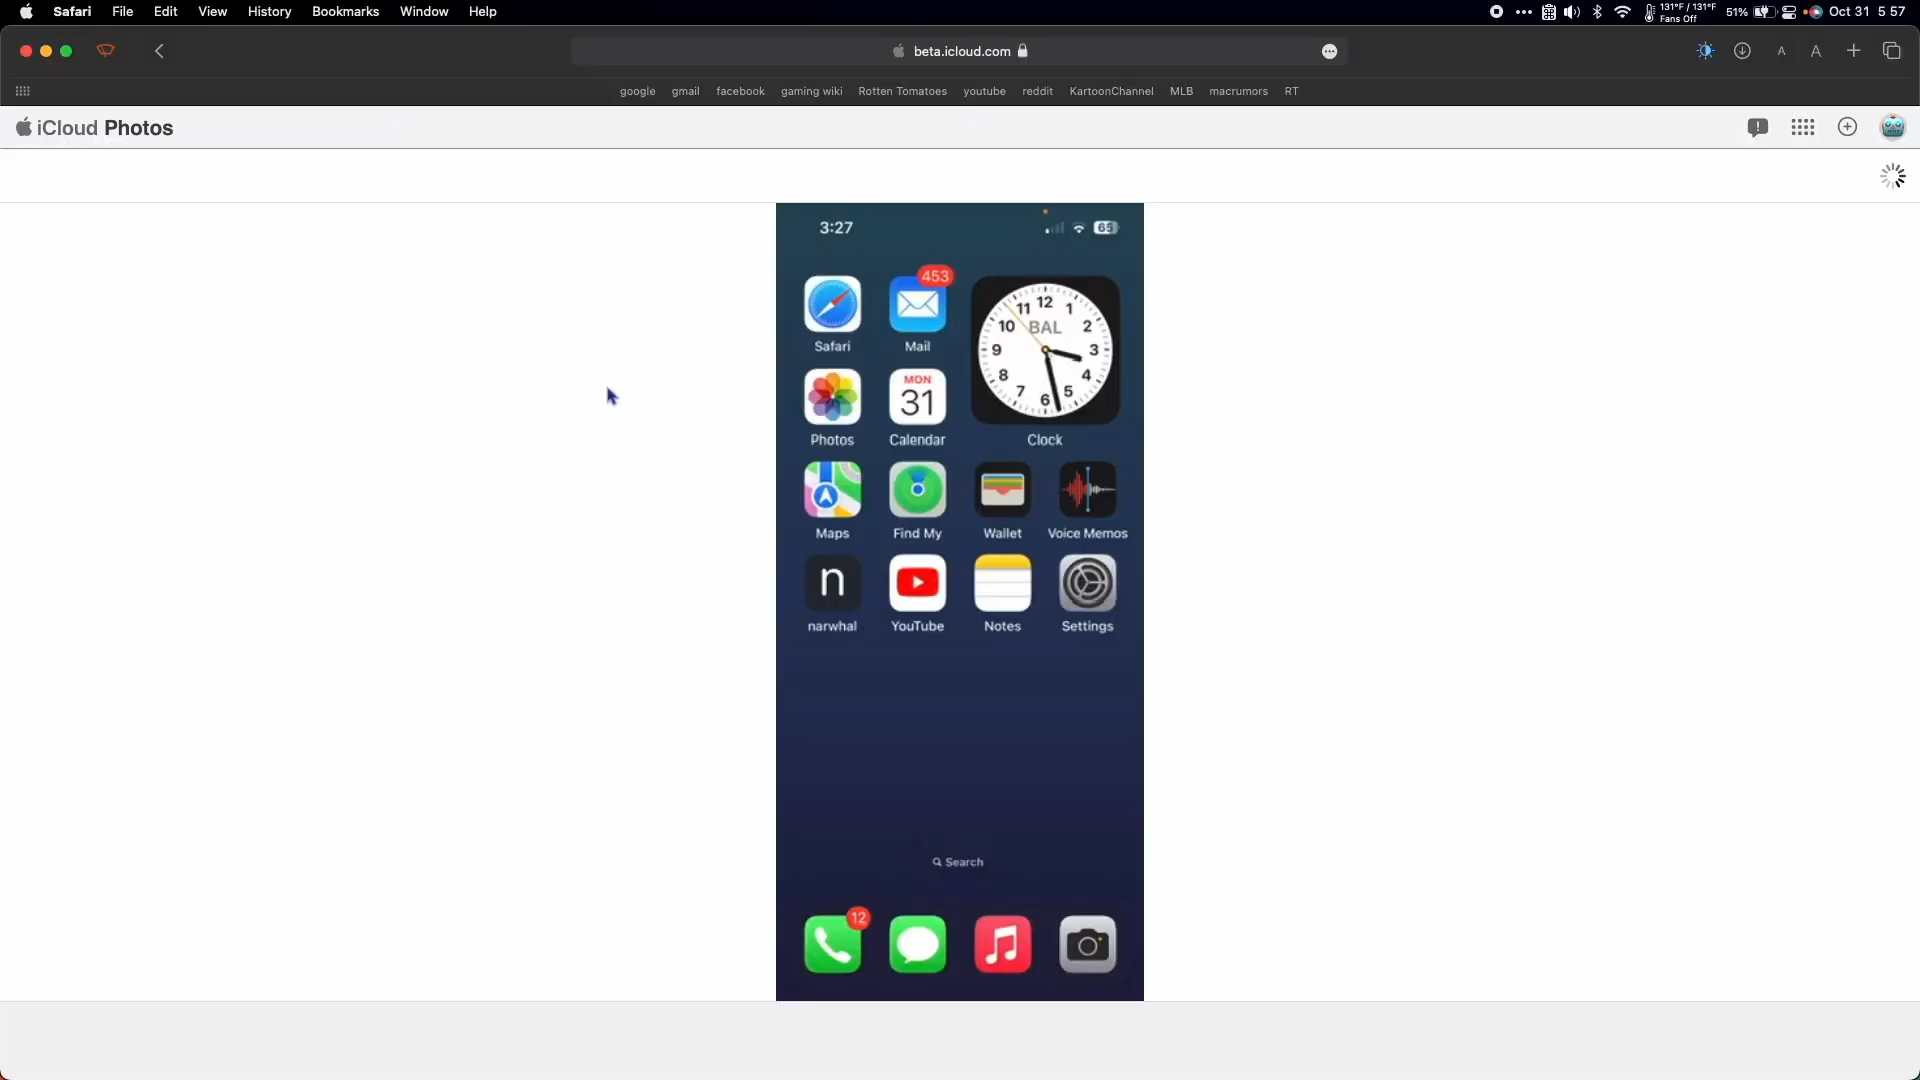 Safari File Edit View History Bookmarks Window Help 131°F / 131°F Fans Off 51% Oct 31 5 57
beta.icloud.com A A
google gmail facebook gaming wiki Rotten Tomatoes youtube reddit KartoonChannel MLB macrumors RT
iCloud Photos
3:27 65
453
Safari Mail
12 1 2 3 4 5 6 7 8 9 10 11
BAL
MON
31
Photos Calendar Clock
Maps Find My Wallet Voice Memos
n
narwhal YouTube Notes Settings
Search
12